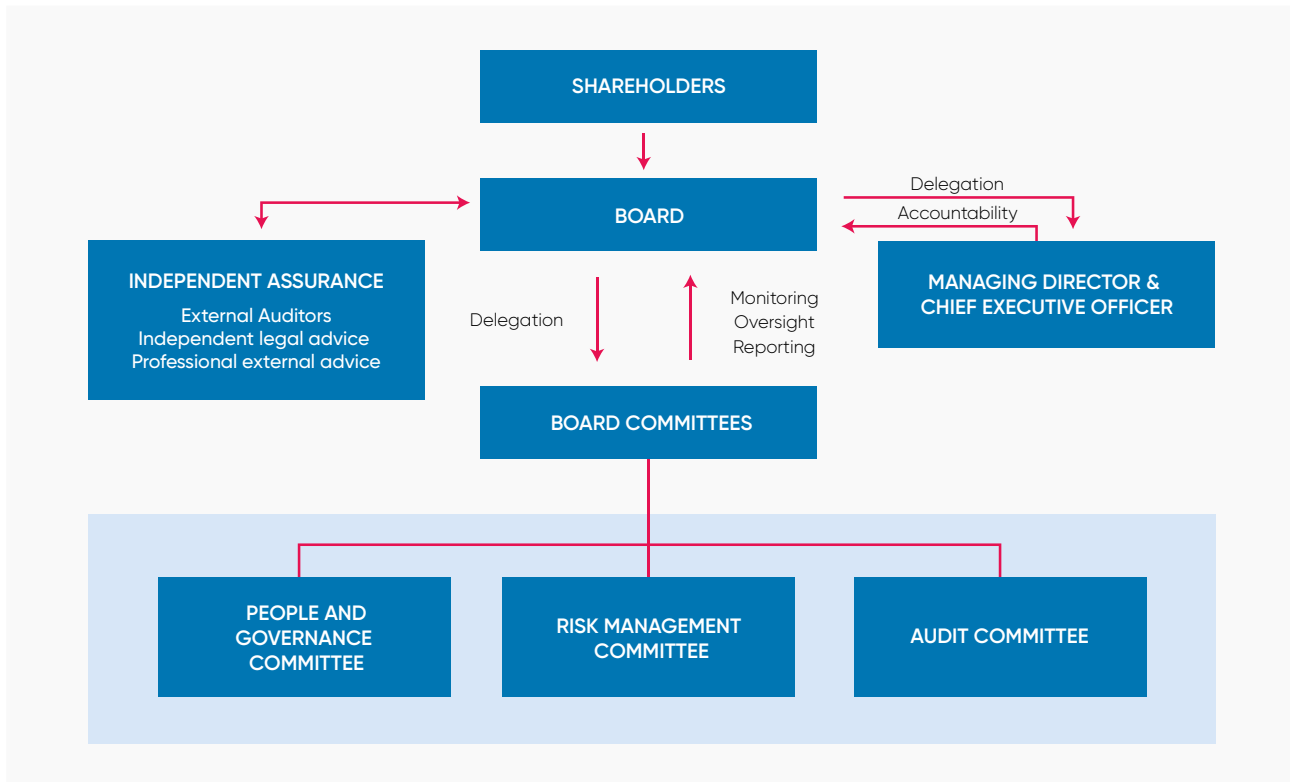 SHAREHOLDERS
BOARD
Delegation
Accountability
INDEPENDENT ASSURANCE
External Auditors
Independent legal advice
Professional external advice
MANAGING DIRECTOR &
CHIEF EXECUTIVE OFFICER
Delegation
Monitoring
Oversight
Reporting
BOARD COMMITTEES
PEOPLE AND
GOVERNANCE
COMMITTEE
RISK MANAGEMENT
COMMITTEE
AUDIT COMMITTEE